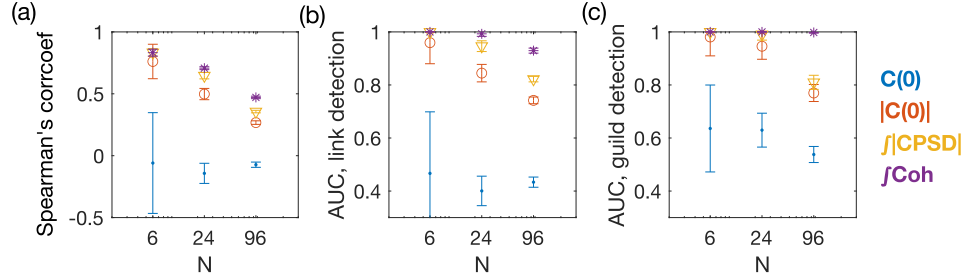 (a)
Spearman's corrcoef
1
0.5
0
-0.5
6
24
96
N
(b)
AUC, link detection
1
0.8
0.6
0.4
6
24
96
N
(c)
AUC, guild detection
1
0.8
0.6
0.4
6
24
96
N
C(0)
|C(0)|
∫|CPSD|
∫Coh